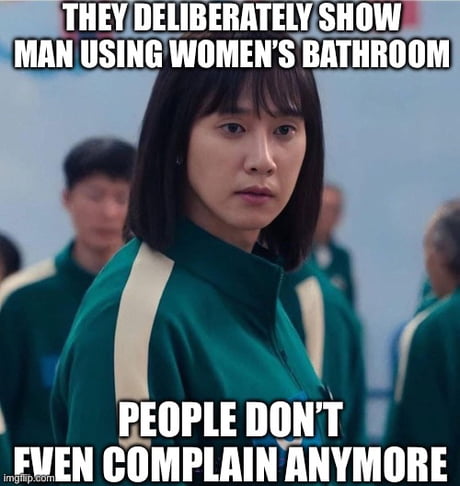 THEY DELIBERATELY SHOW
MAN USING WOMEN'S BATHROOM
PEOPLE DON'T
EVEN COMPLAIN ANYMORE
imgflip.com